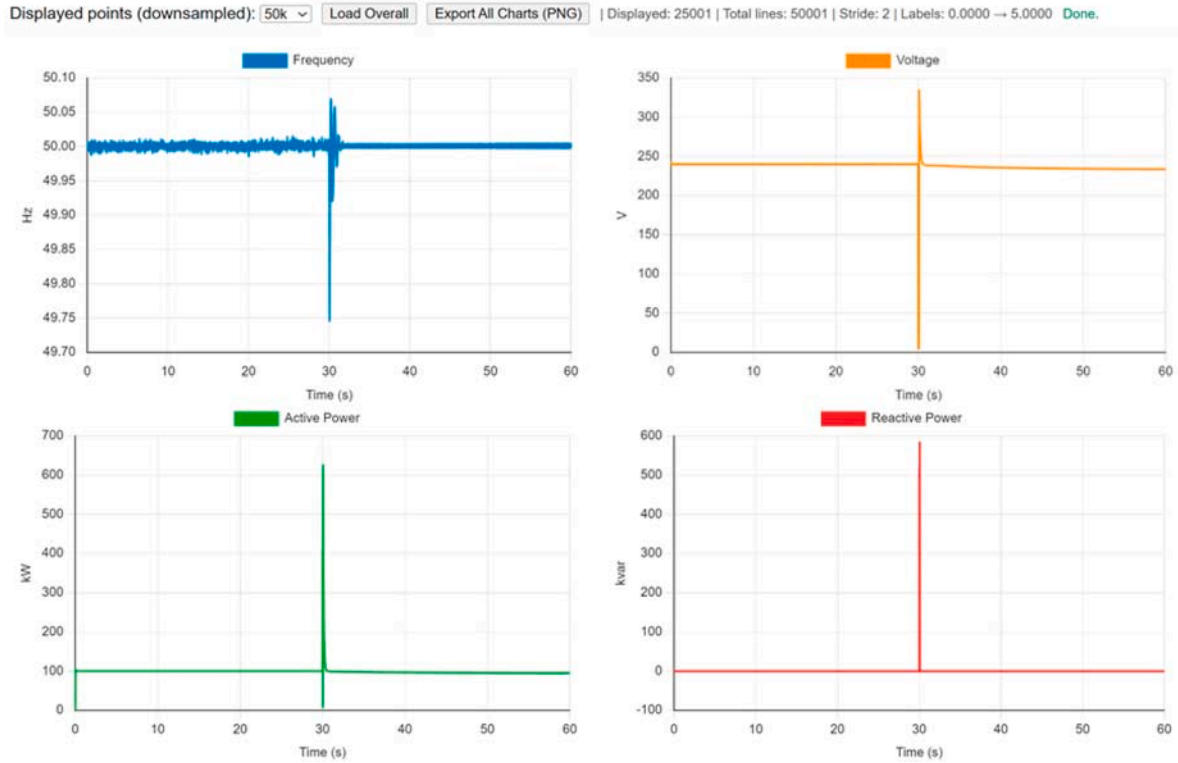 Displayed points (downsampled): 50k Load Overall Export All Charts (PNG) | Displayed: 25001 | Total lines: 50001 | Stride: 2 | Labels: 0.0000 → 5.0000 Done.
Frequency
50.10
50.05
50.00
49.95
49.90
49.85
49.80
49.75
49.70
Hz
0 10 20 30 40 50 60
Time (s)
Voltage
350
300
250
200
150
100
50
0
V
0 10 20 30 40 50 60
Time (s)
Active Power
700
600
500
400
300
200
100
0
kW
0 10 20 30 40 50 60
Time (s)
Reactive Power
600
500
400
300
200
100
0
-100
kvar
0 10 20 30 40 50 60
Time (s)